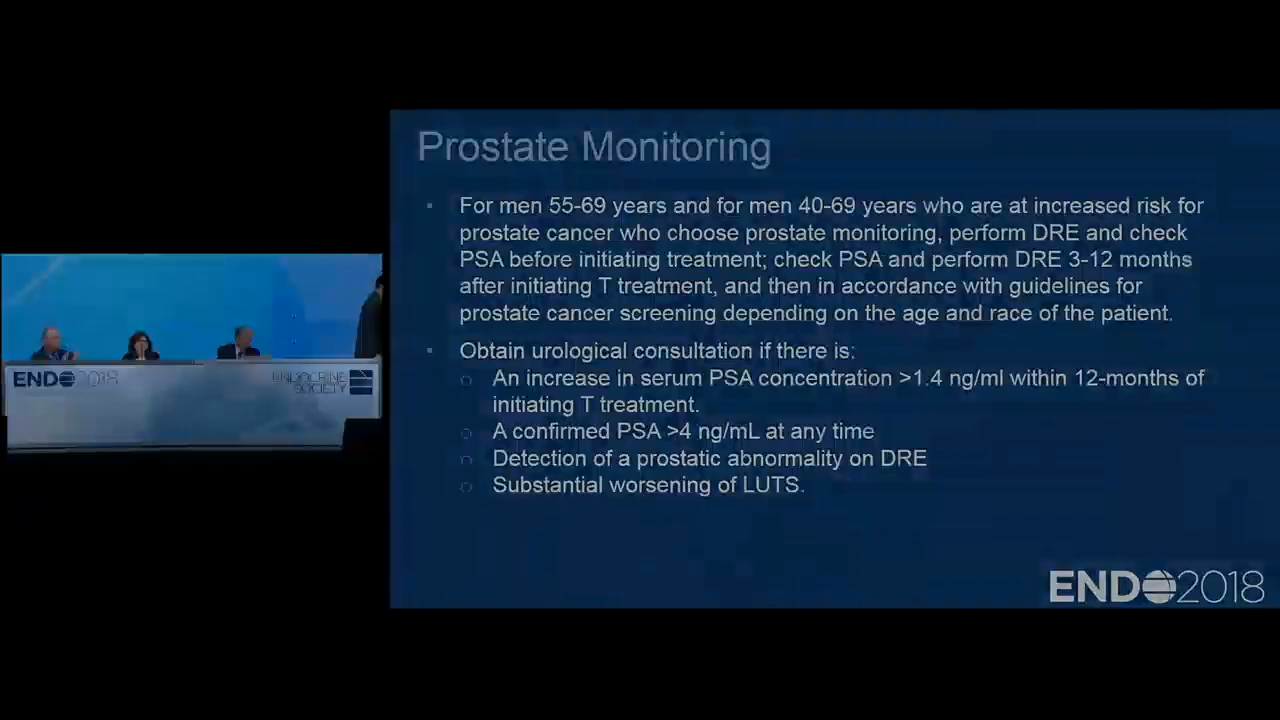 Prostate Monitoring
For men 55-69 years and for men 40-69 years who are at increased risk for
prostate cancer who choose prostate monitoring, perform DRE and check
PSA before initiating treatment; check PSA and perform DRE 3-12 months
after initiating T treatment, and then in accordance with guidelines for
prostate cancer screening depending on the age and race of the patient.
Obtain urological consultation if there is:
An increase in serum PSA concentration >1.4 ng/ml within 12-months of
initiating T treatment.
A confirmed PSA >4 ng/mL at any time
Detection of a prostatic abnormality on DRE
Substantial worsening of LUTS.
END 2018
ENDOCRINE
SOCIETY
ENDO2018